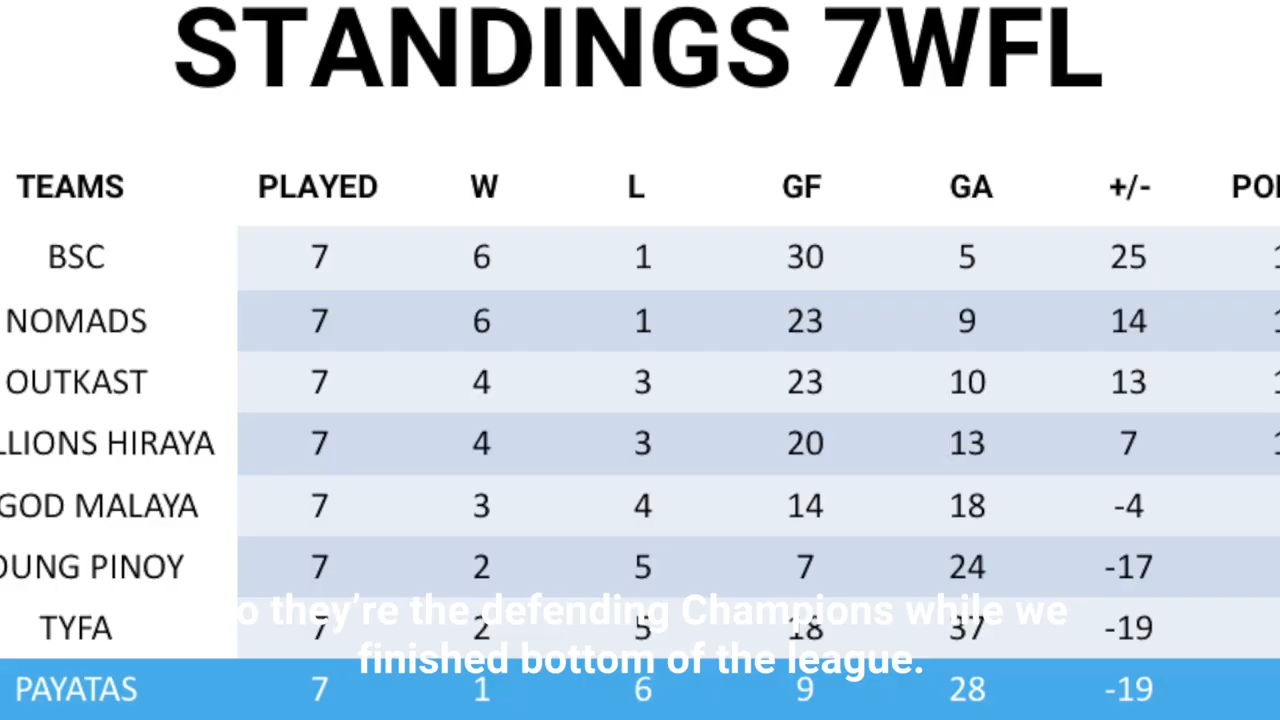 STANDINGS 7WFL
TEAMS PLAYED W L GF GA +/-
BSC 7 6 1 30 5 25
NOMADS 7 6 1 23 9 14
OUTKAST 7 4 3 23 10 13
HIRAYA 7 4 3 20 13 7
MALAYA 7 3 4 14 18 -4
PINOY 7 2 5 7 24 -17
TYFA 7 2 5 18 37 -19
they're the defending Champions while we
finished bottom of the league.
PAYATAS 7 1 6 9 28 -19